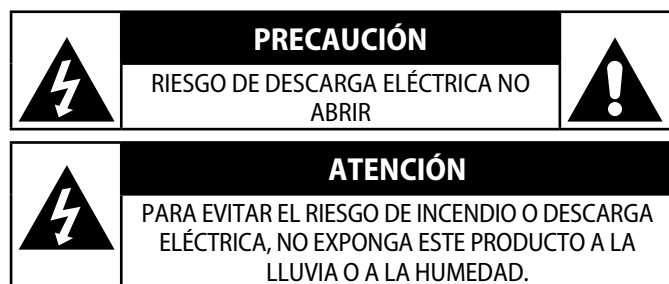 PRECAUCIÓN
RIESGO DE DESCARGA ELÉCTRICA NO
ABRIR
ATENCIÓN
PARA EVITAR EL RIESGO DE INCENDIO O DESCARGA
ELÉCTRICA, NO EXPONGA ESTE PRODUCTO A LA
LLUVIA O A LA HUMEDAD.